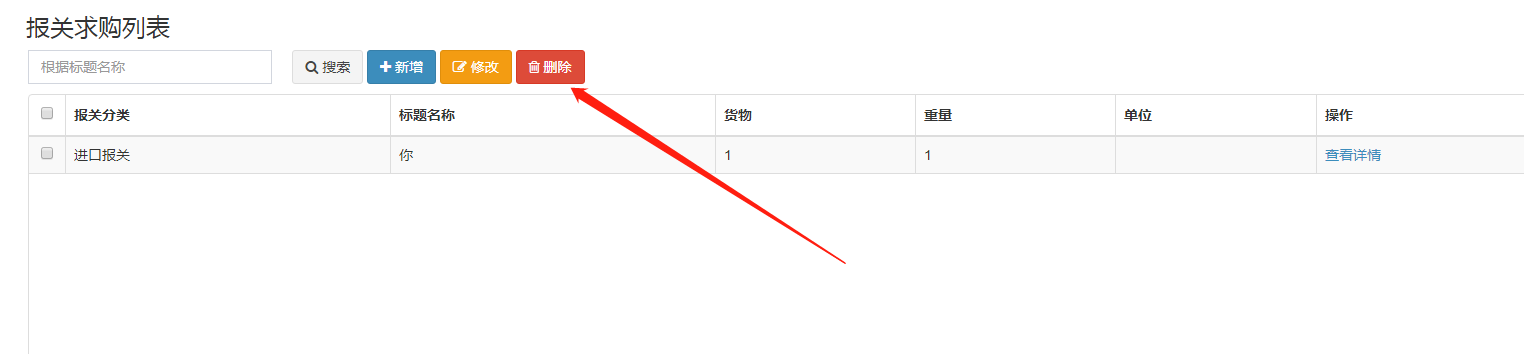 报关求购列表
根据标题名称 搜索 新增 修改 删除
报关分类 标题名称 货物 重量 单位 操作
进口报关 你 1 1 查看详情